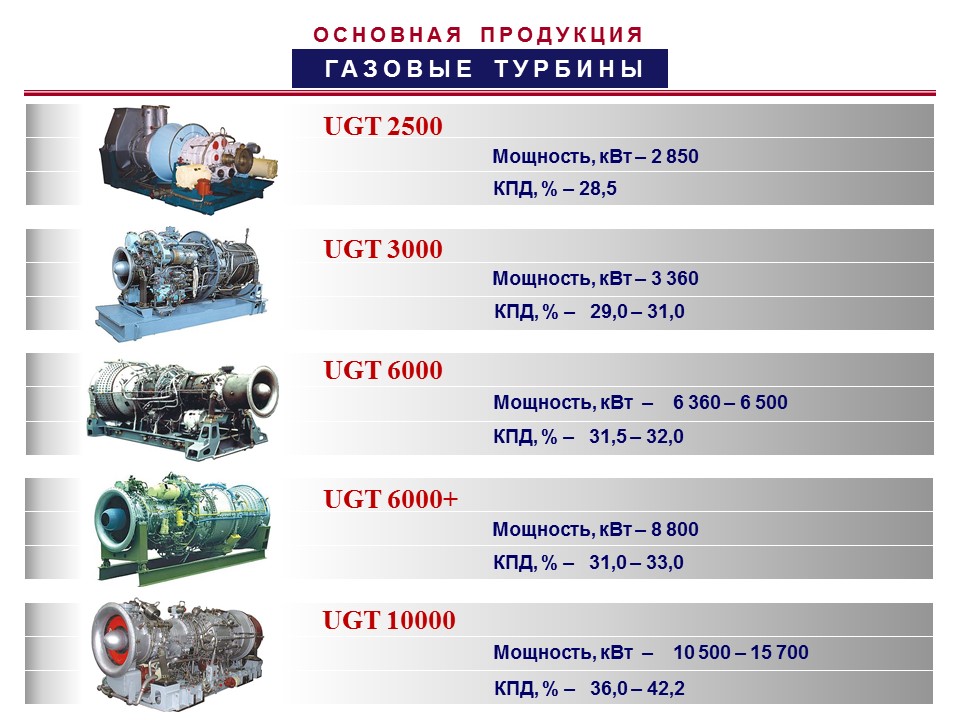 ОСНОВНАЯ ПРОДУКЦИЯ
ГАЗОВЫЕ ТУРБИНЫ
UGT 2500
Мощность, кВт – 2 850
КПД, % – 28,5
UGT 3000
Мощность, кВт – 3 360
КПД, % – 29,0 – 31,0
UGT 6000
Мощность, кВт – 6 360 – 6 500
КПД, % – 31,5 – 32,0
UGT 6000+
Мощность, кВт – 8 800
КПД, % – 31,0 – 33,0
UGT 10000
Мощность, кВт – 10 500 – 15 700
КПД, % – 36,0 – 42,2